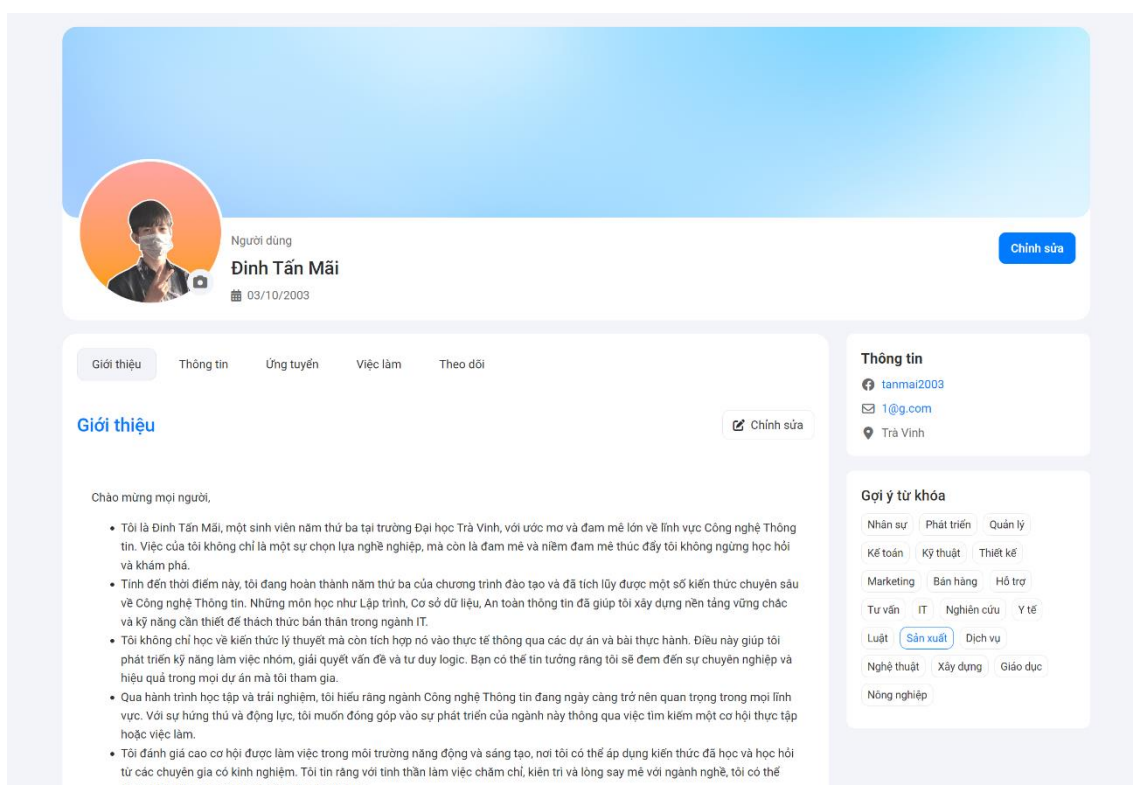 Người dùng
Đinh Tấn Mãi
03/10/2003
Chỉnh sửa
Giới thiệu
Thông tin
Ứng tuyển
Việc làm
Theo dõi
Giới thiệu
Chỉnh sửa
Chào mừng mọi người,
Tôi là Đinh Tấn Mãi, một sinh viên năm thứ ba tại trường Đại học Trà Vinh, với ước mơ và đam mê lớn về lĩnh vực Công nghệ Thông
tin. Việc của tôi không chỉ là một sự chọn lựa nghề nghiệp, mà còn là đam mê và niềm đam mê thúc đẩy tôi không ngừng học hỏi
và khám phá.
Tính đến thời điểm này, tôi đang hoàn thành năm thứ ba của chương trình đào tạo và đã tích lũy được một số kiến thức chuyên sâu
về Công nghệ Thông tin. Những môn học như Lập trình, Cơ sở dữ liệu, An toàn thông tin đã giúp tôi xây dựng nền tảng vững chắc
và kỹ năng cần thiết để thách thức bản thân trong ngành IT.
Tôi không chỉ học về kiến thức lý thuyết mà còn tích hợp nó vào thực tế thông qua các dự án và bài thực hành. Điều này giúp tôi
phát triển kỹ năng làm việc nhóm, giải quyết vấn đề và tư duy logic. Bạn có thể tin tưởng rằng tôi sẽ đem đến sự chuyên nghiệp và
hiệu quả trong mọi dự án mà tôi tham gia.
Qua hành trình học tập và trải nghiệm, tôi hiểu rằng ngành Công nghệ Thông tin đang ngày càng trở nên quan trọng trong mọi lĩnh
vực. Với sự hứng thú và động lực, tôi muốn đóng góp vào sự phát triển của ngành này thông qua việc tìm kiếm một cơ hội thực tập
hoặc việc làm.
Tôi đánh giá cao cơ hội được làm việc trong môi trường năng động và sáng tạo, nơi tôi có thể áp dụng kiến thức đã học và học hỏi
từ các chuyên gia có kinh nghiệm. Tôi tin rằng với tinh thần làm việc chăm chỉ, kiên trì và lòng say mê với ngành nghề, tôi có thể
Thông tin
tanmai2003
1@g.com
Trà Vinh
Gợi ý từ khóa
Nhân sự Phát triển Quản lý
Kế toán Kỹ thuật Thiết kế
Marketing Bán hàng Hỗ trợ
Tư vấn IT Nghiên cứu Y tế
Luật Sản xuất Dịch vụ
Nghệ thuật Xây dựng Giáo dục
Nông nghiệp